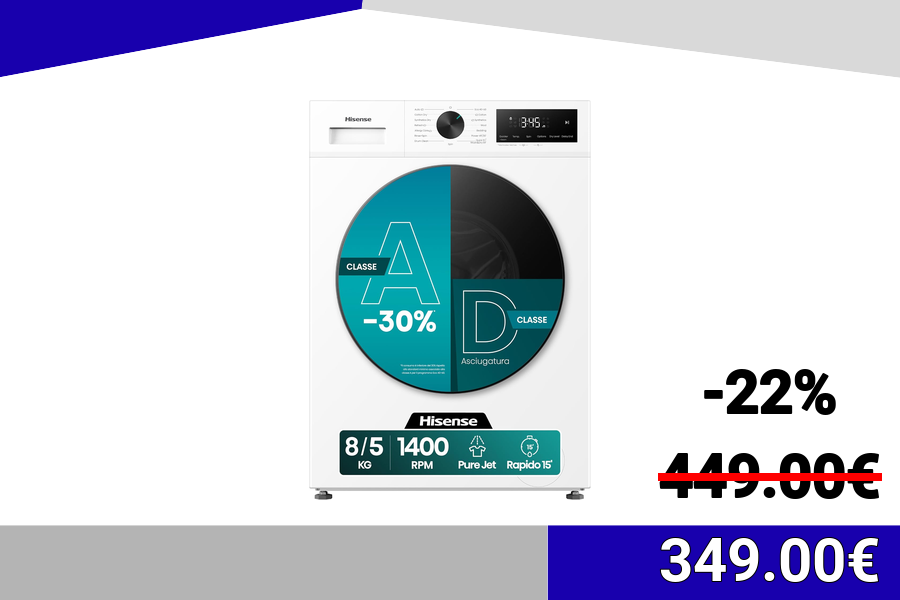 Hisense
3:45
A
CLASSE
-30%
D
CLASSE
Asciugatura
Hisense
8/5
KG
1400
RPM
Pure Jet
15'
Rapido 15'
-22%
449.00€
349.00€